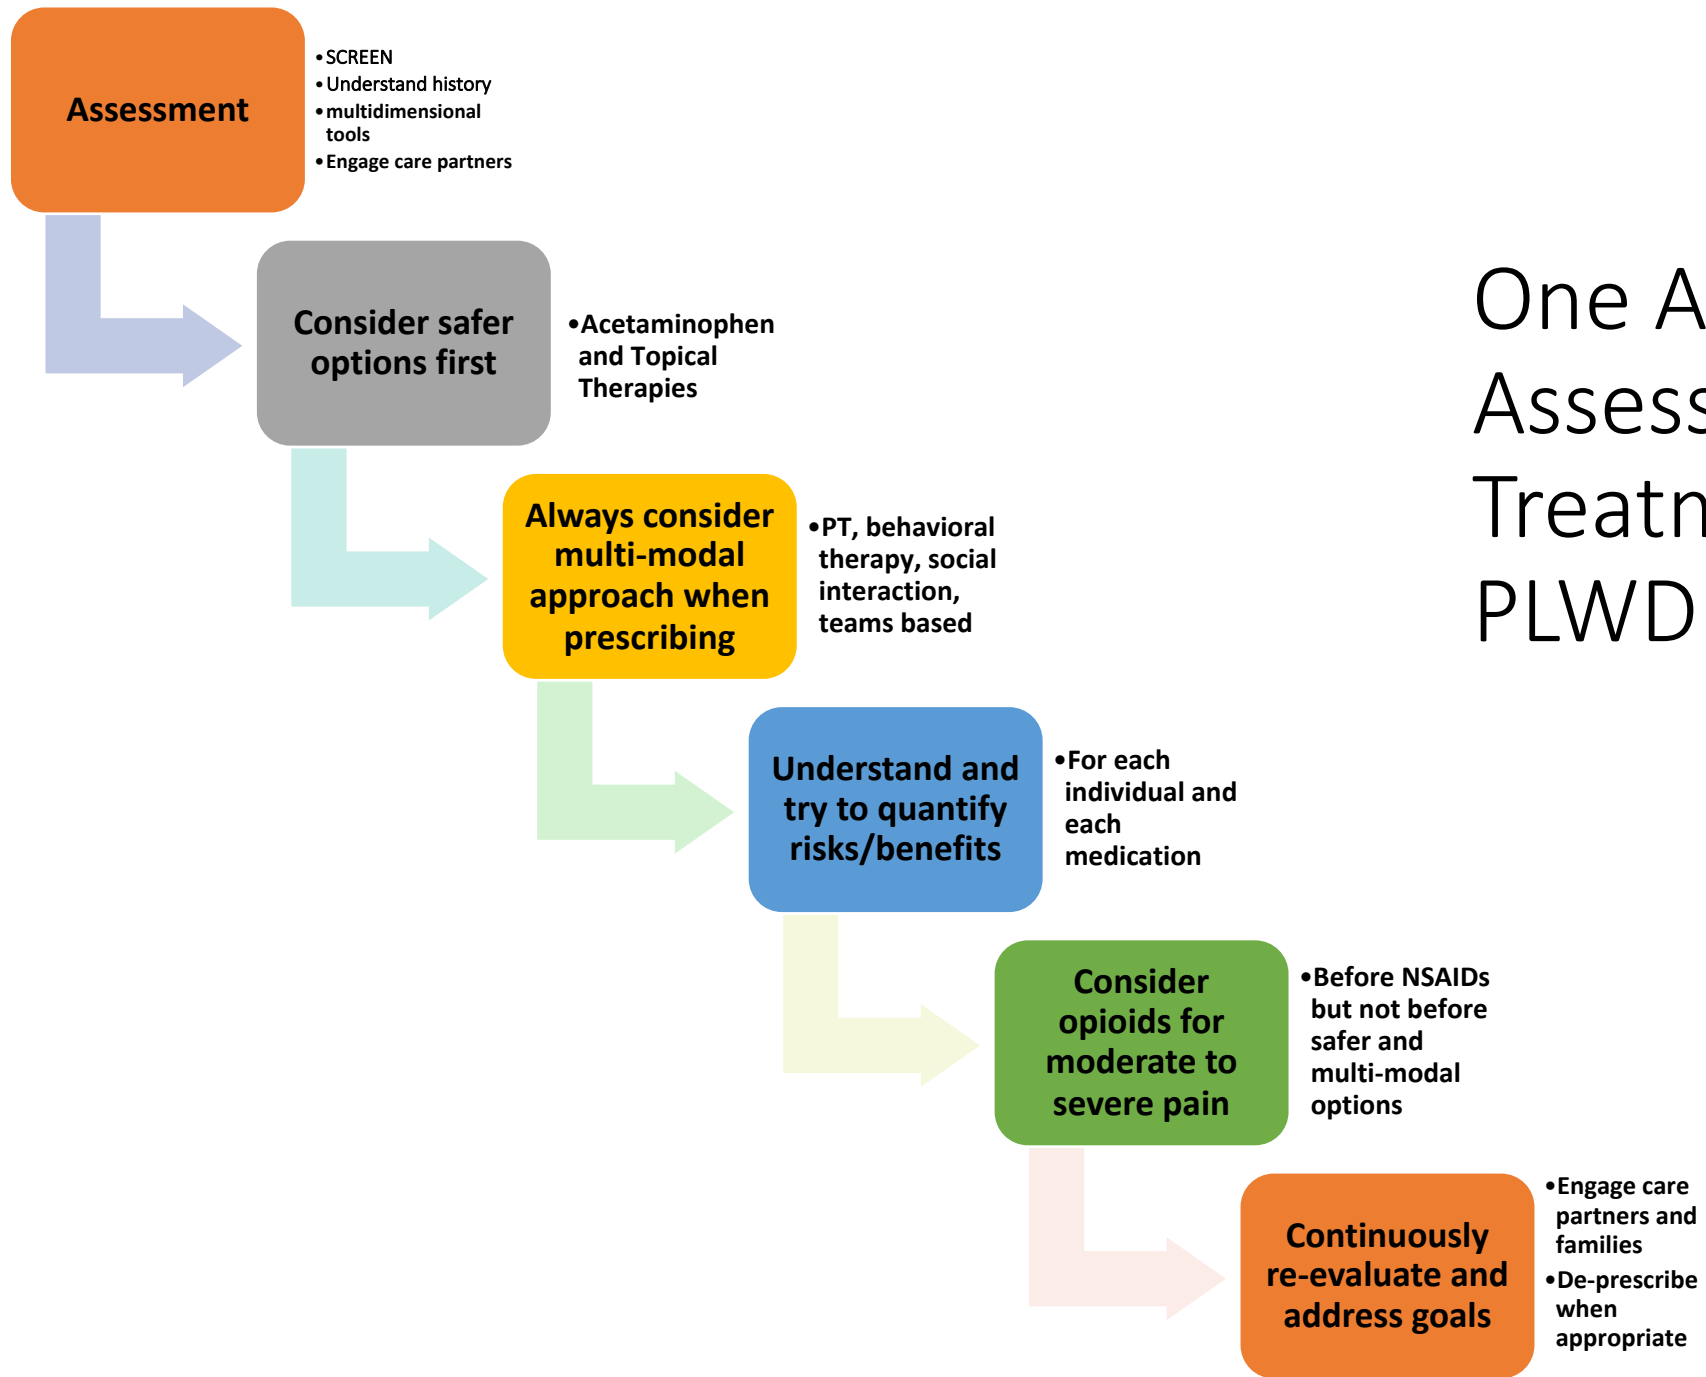 Assessment
•SCREEN
•Understand history
•multidimensional
tools
•Engage care partners
Consider safer
options first
•Acetaminophen
and Topical
Therapies
Always consider
multi-modal
approach when
prescribing
•PT, behavioral
therapy, social
interaction,
teams based
Understand and
try to quantify
risks/benefits
•For each
individual and
each
medication
Consider
opioids for
moderate to
severe pain
•Before NSAIDs
but not before
safer and
multi-modal
options
Continuously
re-evaluate and
address goals
•Engage care
partners and
families
•De-prescribe
when
appropriate
One
PLWD